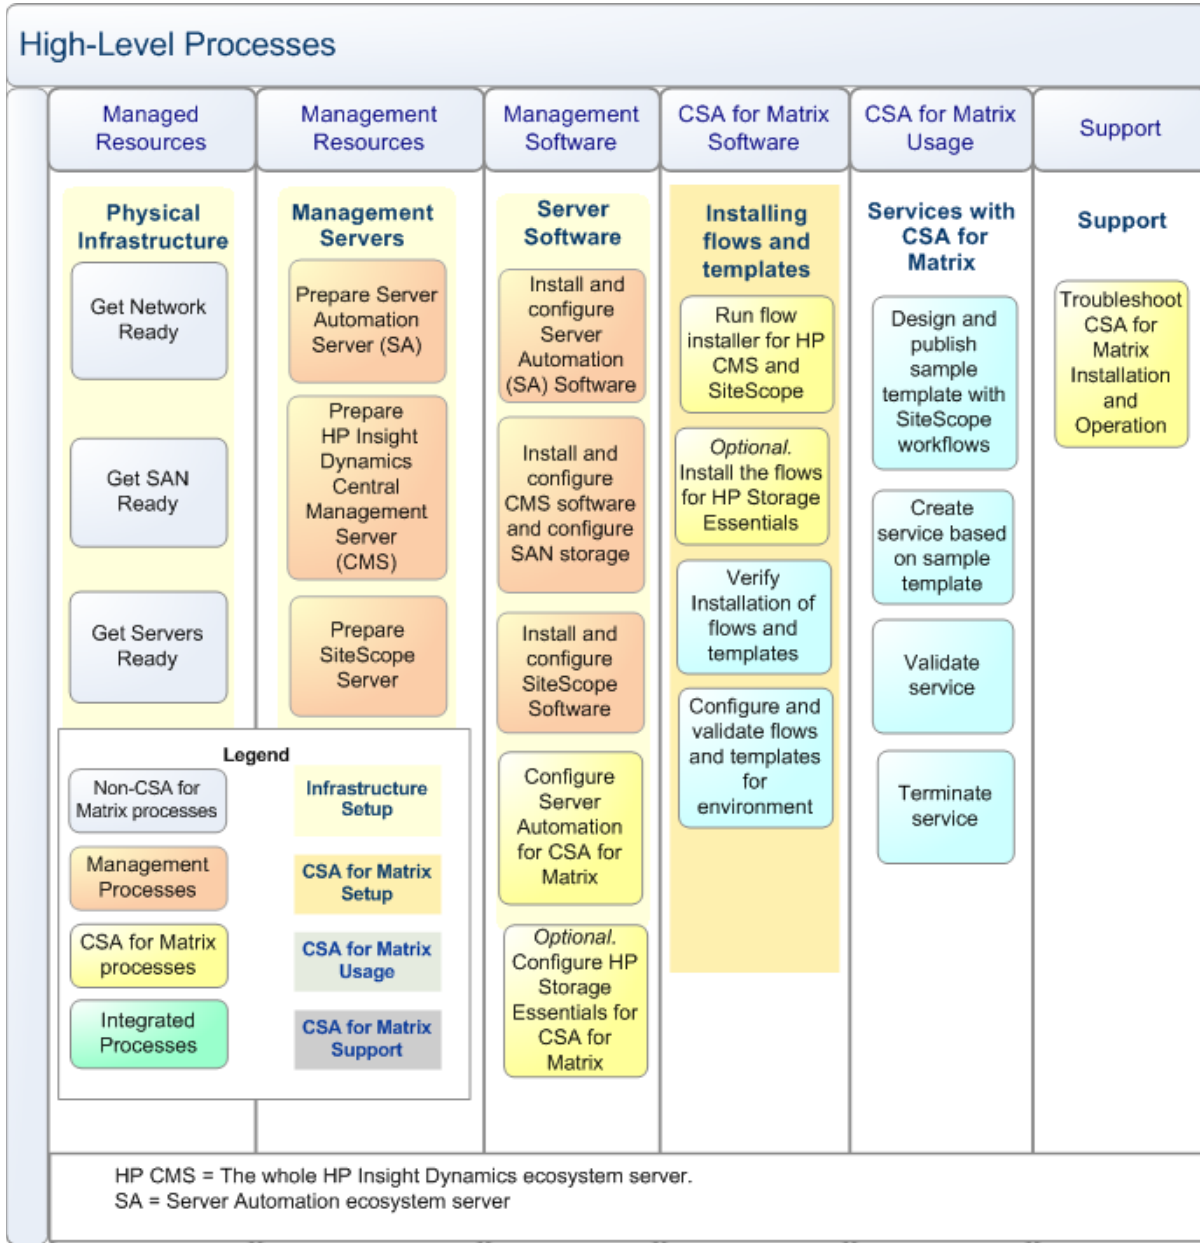 High-Level Processes
Managed
Resources
Management
Resources
Management
Software
CSA for Matrix
Software
CSA for Matrix
Usage
Support
Physical
Infrastructure
Get Network
Ready
Get SAN
Ready
Get Servers
Ready
Management
Servers
Prepare Server
Automation
Server (SA)
Prepare
HP Insight
Dynamics
Central
Management
Server
(CMS)
Prepare
SiteScope
Server
Server
Software
Install and
configure
Server
Automation
(SA) Software
Install and
configure
CMS software
and configure
SAN storage
Install and
configure
SiteScope
Software
Configure
Server
Automation
for CSA for
Matrix
Optional.
Configure HP
Storage
Essentials for
CSA for
Matrix
Installing
flows and
templates
Run flow
installer for HP
CMS and
SiteScope
Optional.
Install the flows
for HP Storage
Essentials
Verify
Installation of
flows and
templates
Configure and
validate flows
and templates
for
environment
Services with
CSA for
Matrix
Design and
publish
sample
template with
SiteScope
workflows
Create
service based
on sample
template
Validate
service
Terminate
service
Support
Troubleshoot
CSA for
Matrix
Installation
and
Operation
Legend
Non-CSA for
Matrix processes
Management
Processes
CSA for Matrix
processes
Integrated
Processes
Infrastructure
Setup
CSA for Matrix
Setup
CSA for Matrix
Usage
CSA for Matrix
Support
HP CMS = The whole HP Insight Dynamics ecosystem server.
SA = Server Automation ecosystem server